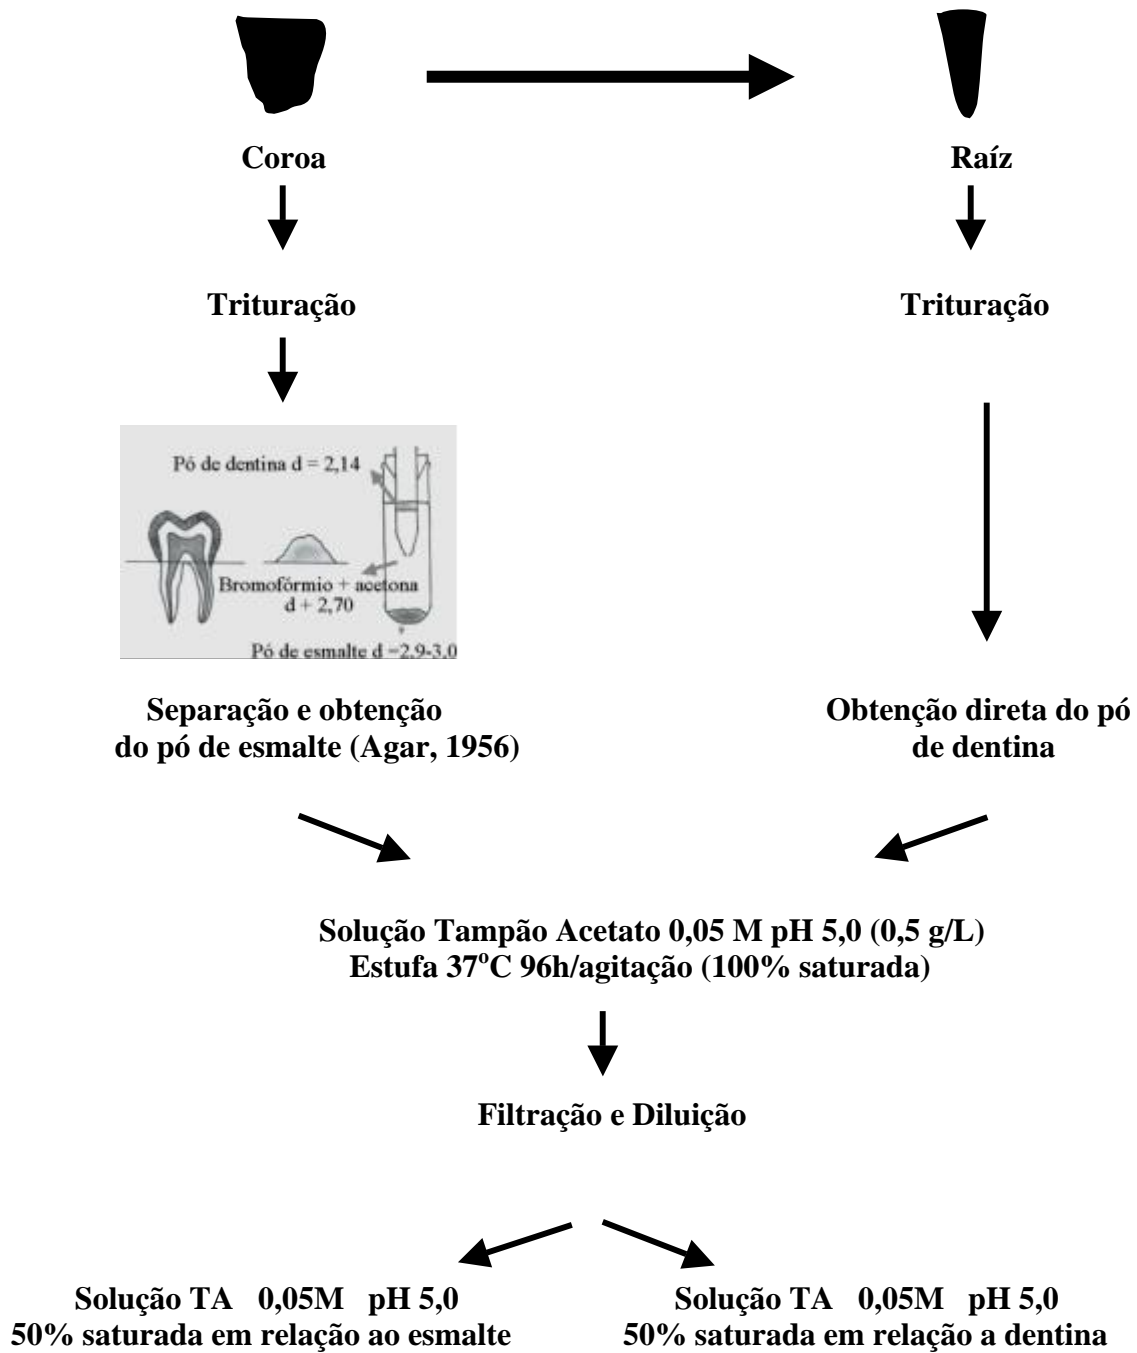 Coroa
Raíz
Trituração
Trituração
Pó de dentina d = 2,14
Bromofórmio + acetona
d + 2,70
Pó de esmalte d =2,9-3,0
Separação e obtenção
do pó de esmalte (Agar, 1956)
Obtenção direta do pó
de dentina
Solução Tampão Acetato 0,05 M pH 5,0 (0,5 g/L)
Estufa 37°C 96h/agitação (100% saturada)
Filtração e Diluição
Solução TA 0,05M pH 5,0
50% saturada em relação ao esmalte
Solução TA 0,05M pH 5,0
50% saturada em relação a dentina